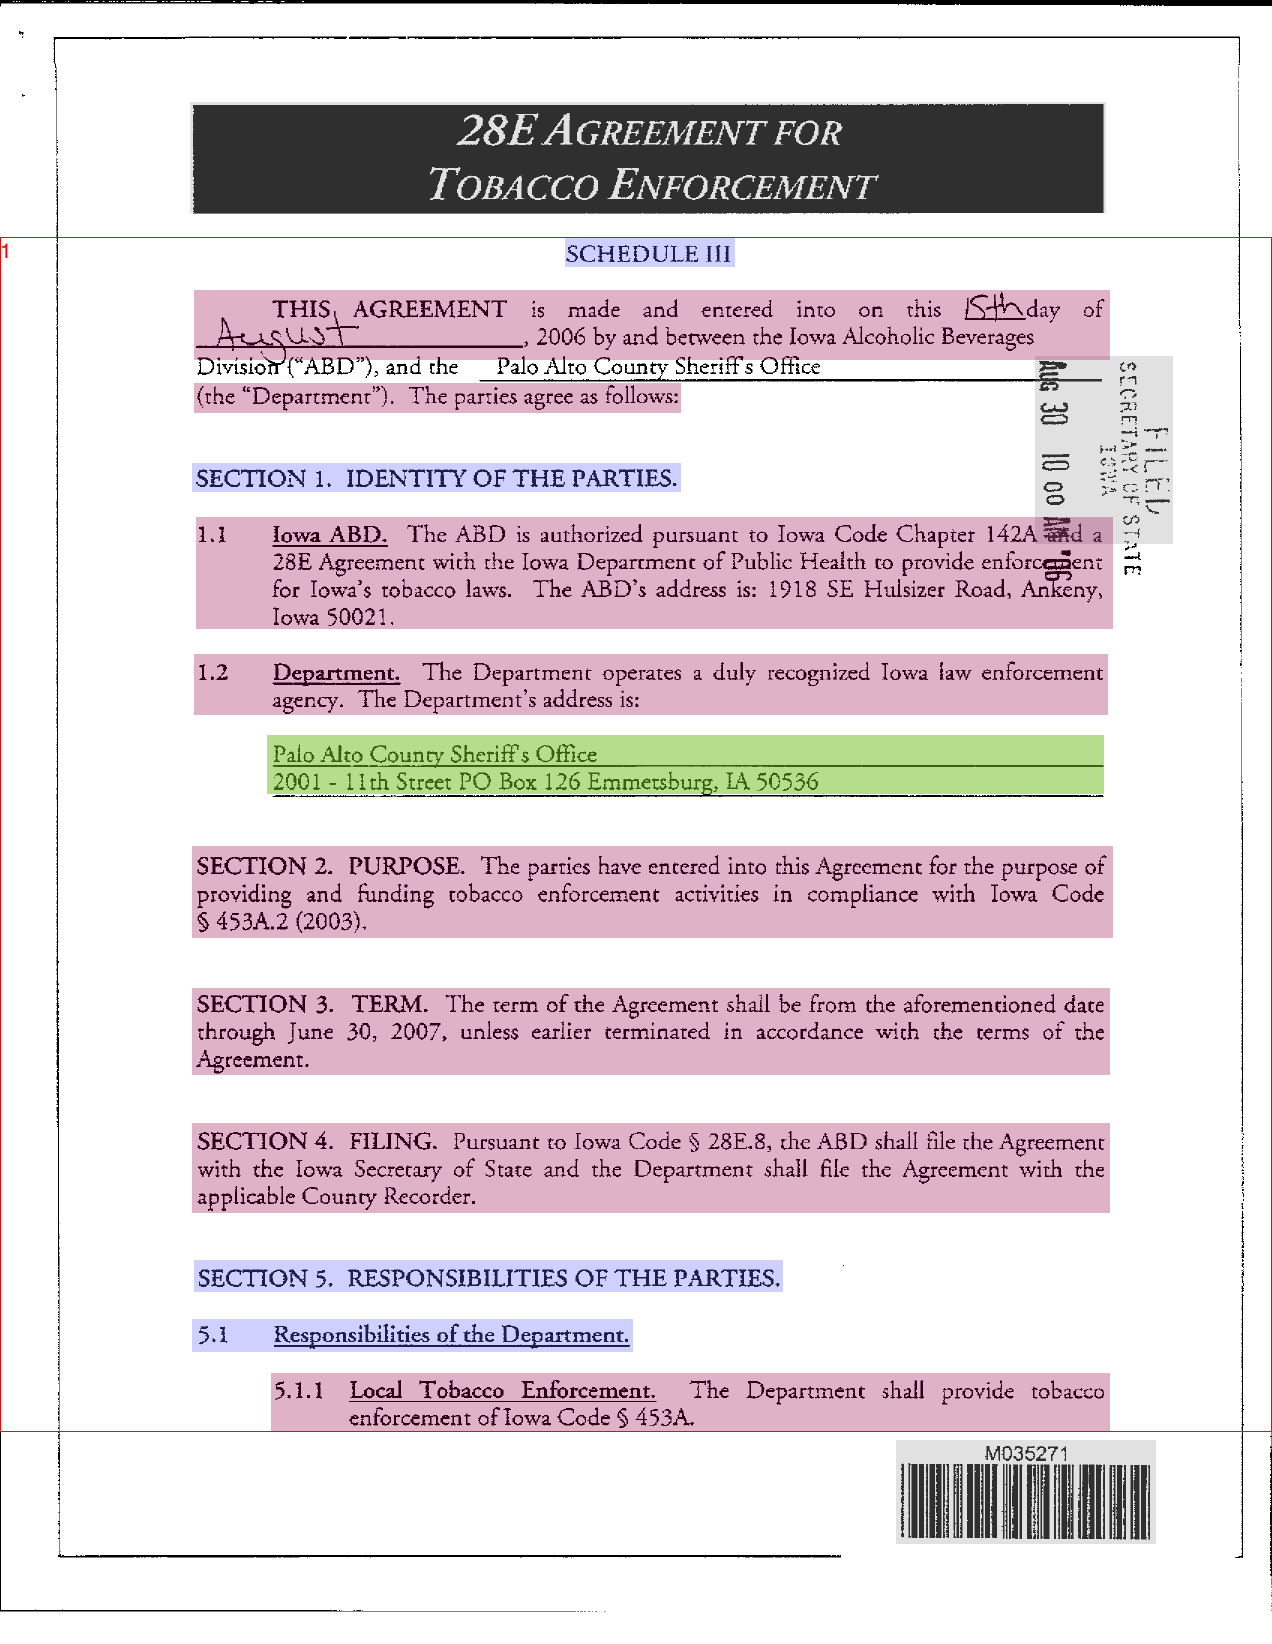 28E AGREEMENT FOR
TOBACCO ENFORCEMENT
1
SCHEDULE III
THIS AGREEMENT is made and entered into on this 15th day of
August, 2006 by and between the Iowa Alcoholic Beverages
Division ("ABD"), and the Palo Alto County Sheriff's Office
(the "Department"). The parties agree as follows:
FILED
SECRETARY OF STATE
IOWA
AUG 30 10 00 AM '06
SECTION 1. IDENTITY OF THE PARTIES.
1.1 Iowa ABD. The ABD is authorized pursuant to Iowa Code Chapter 142A and a
28E Agreement with the Iowa Department of Public Health to provide enforcement
for Iowa's tobacco laws. The ABD's address is: 1918 SE Hulsizer Road, Ankeny,
Iowa 50021.
1.2 Department. The Department operates a duly recognized Iowa law enforcement
agency. The Department's address is:
Palo Alto County Sheriff's Office
2001 - 11th Street PO Box 126 Emmetsburg, IA 50536
SECTION 2. PURPOSE. The parties have entered into this Agreement for the purpose of
providing and funding tobacco enforcement activities in compliance with Iowa Code
§ 453A.2 (2003).
SECTION 3. TERM. The term of the Agreement shall be from the aforementioned date
through June 30, 2007, unless earlier terminated in accordance with the terms of the
Agreement.
SECTION 4. FILING. Pursuant to Iowa Code § 28E.8, the ABD shall file the Agreement
with the Iowa Secretary of State and the Department shall file the Agreement with the
applicable County Recorder.
SECTION 5. RESPONSIBILITIES OF THE PARTIES.
5.1 Responsibilities of the Department.
5.1.1 Local Tobacco Enforcement. The Department shall provide tobacco
enforcement of Iowa Code § 453A.
M035271